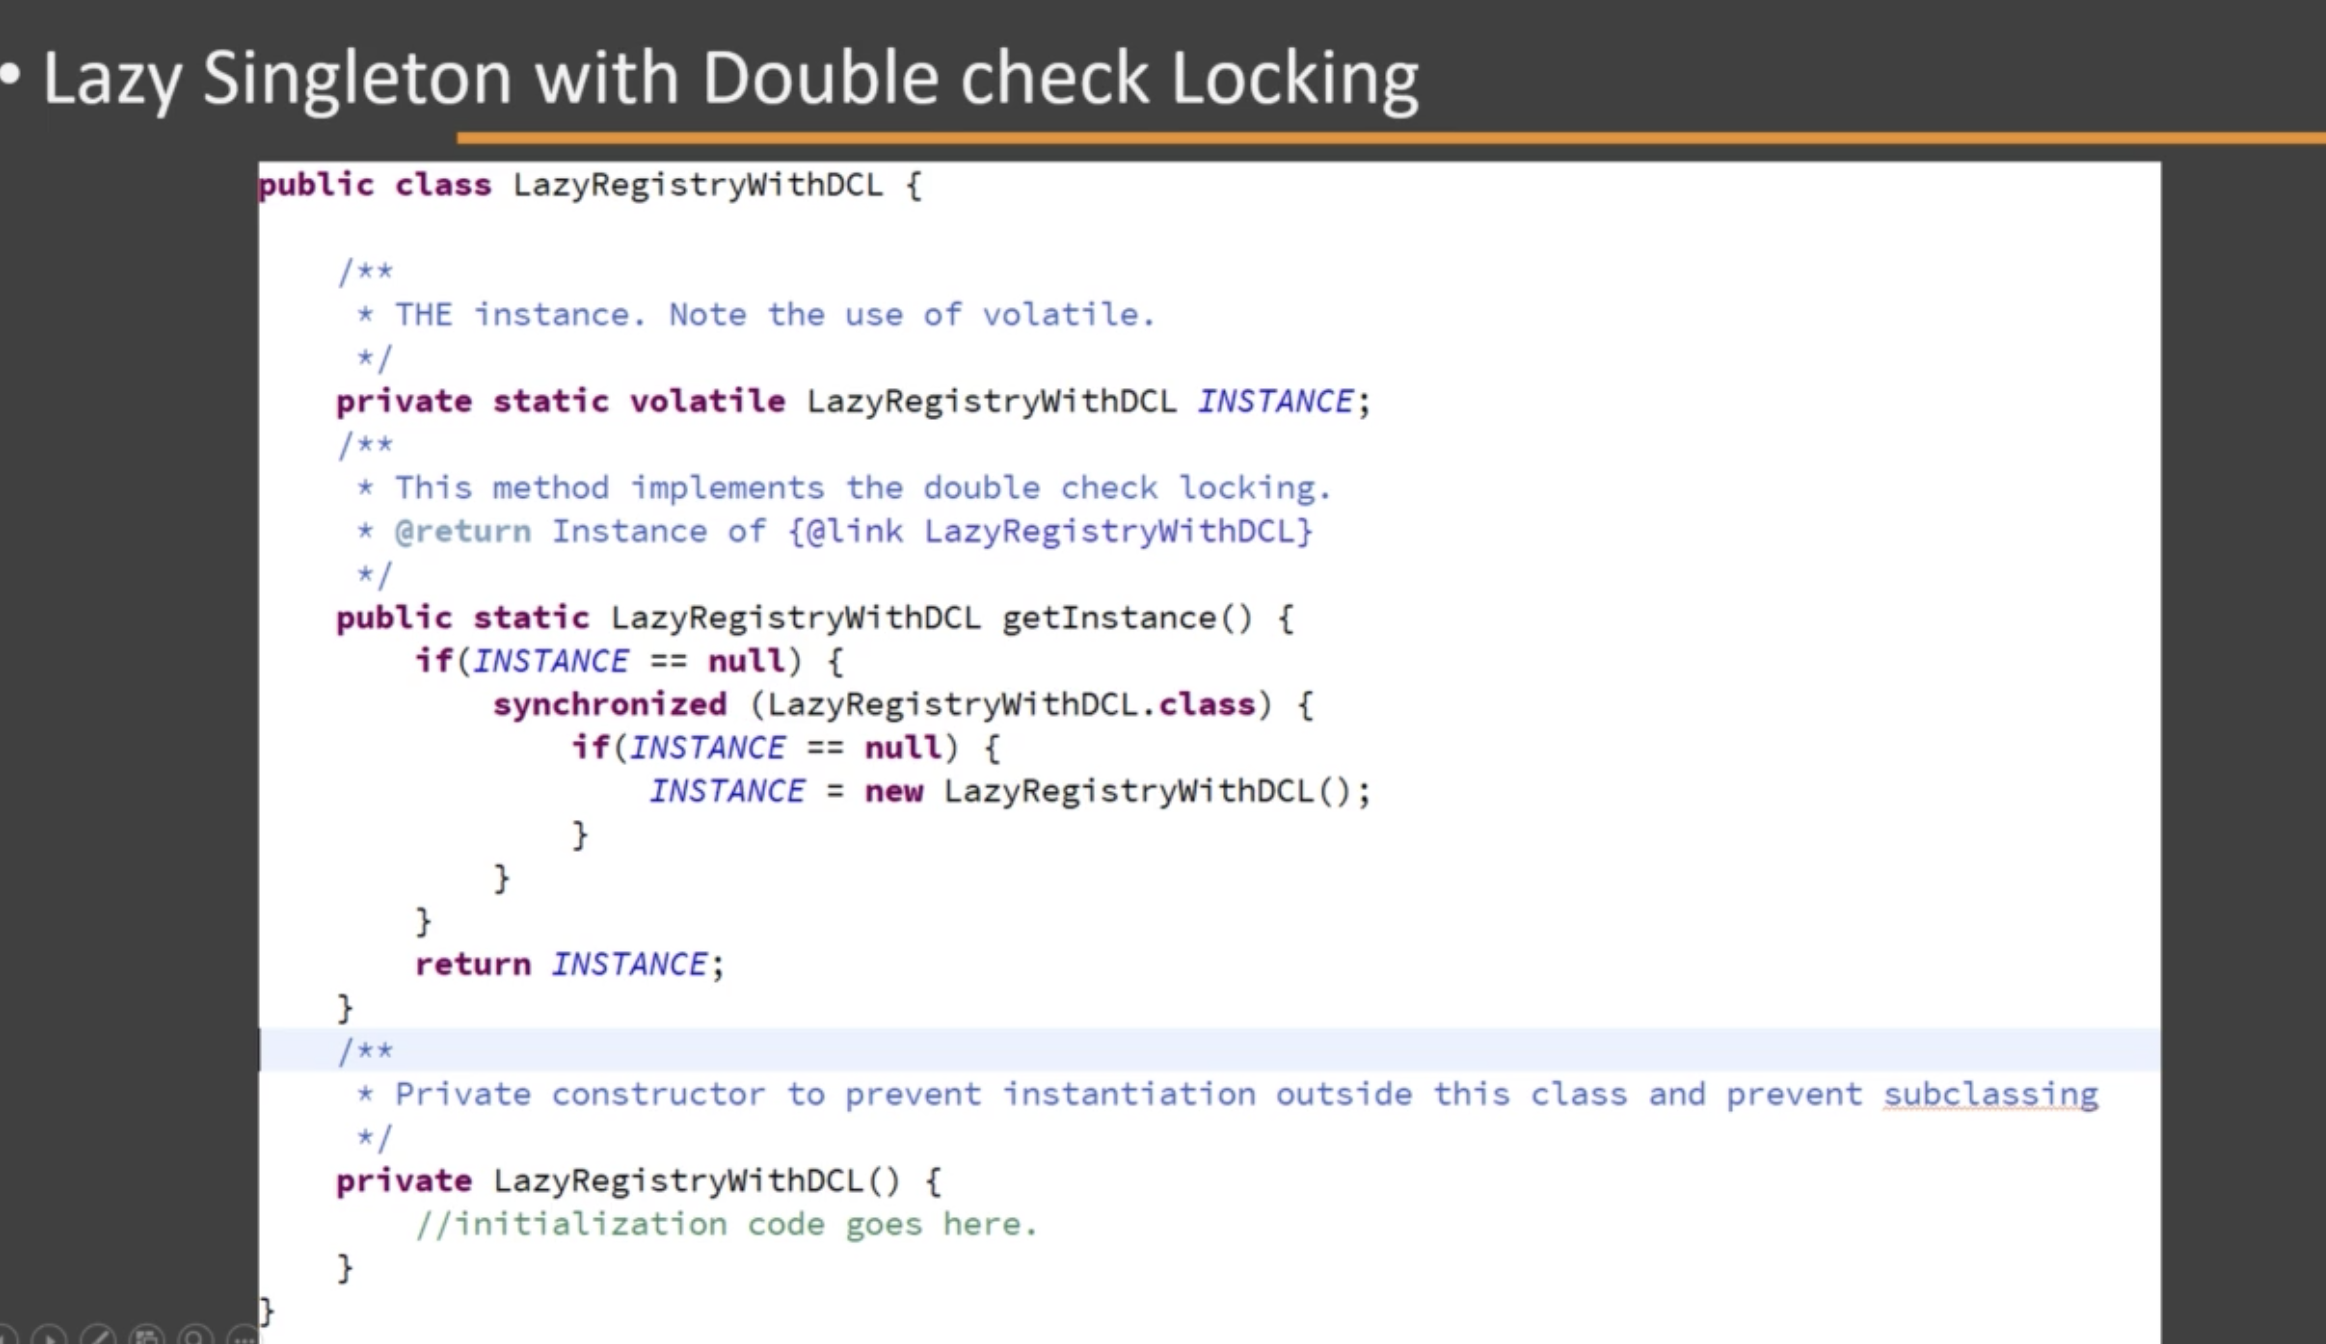 • Lazy Singleton with Double check Locking
public class LazyRegistryWithDCL {
/**
* THE instance. Note the use of volatile.
*/
private static volatile LazyRegistryWithDCL INSTANCE;
/**
* This method implements the double check locking.
* @return Instance of {@link LazyRegistryWithDCL}
*/
public static LazyRegistryWithDCL getInstance() {
if(INSTANCE == null) {
synchronized (LazyRegistryWithDCL.class) {
if(INSTANCE == null) {
INSTANCE = new LazyRegistryWithDCL();
}
}
}
return INSTANCE;
}
/**
* Private constructor to prevent instantiation outside this class and prevent subclassing
*/
private LazyRegistryWithDCL() {
//initialization code goes here.
}
}